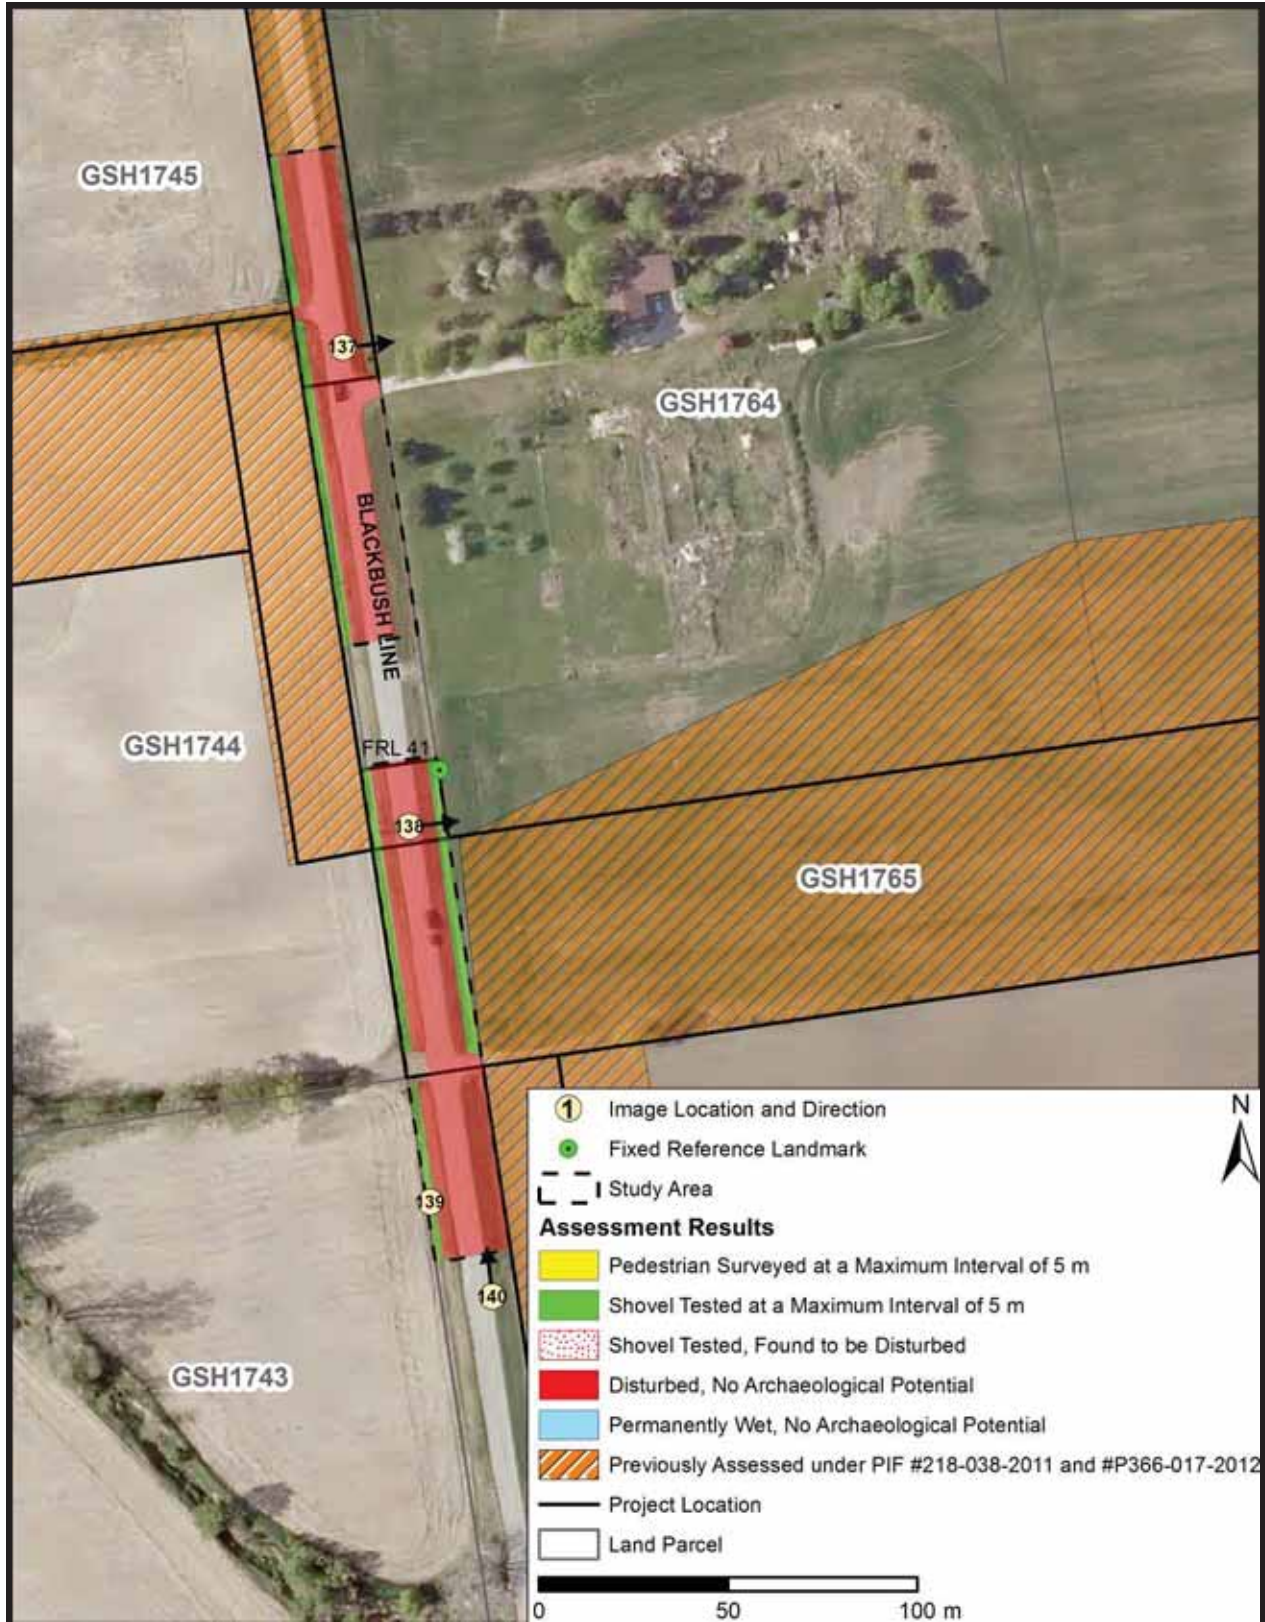 GSH1745
137
GSH1764
BLACKBUSH LINE
GSH1744
FRL 41
138
GSH1765
139
140
GSH1743
N
1 Image Location and Direction
Fixed Reference Landmark
Study Area
Assessment Results
Pedestrian Surveyed at a Maximum Interval of 5 m
Shovel Tested at a Maximum Interval of 5 m
Shovel Tested, Found to be Disturbed
Disturbed, No Archaeological Potential
Permanently Wet, No Archaeological Potential
Previously Assessed under PIF #218-038-2011 and #P366-017-2012
Project Location
Land Parcel
0 50 100 m